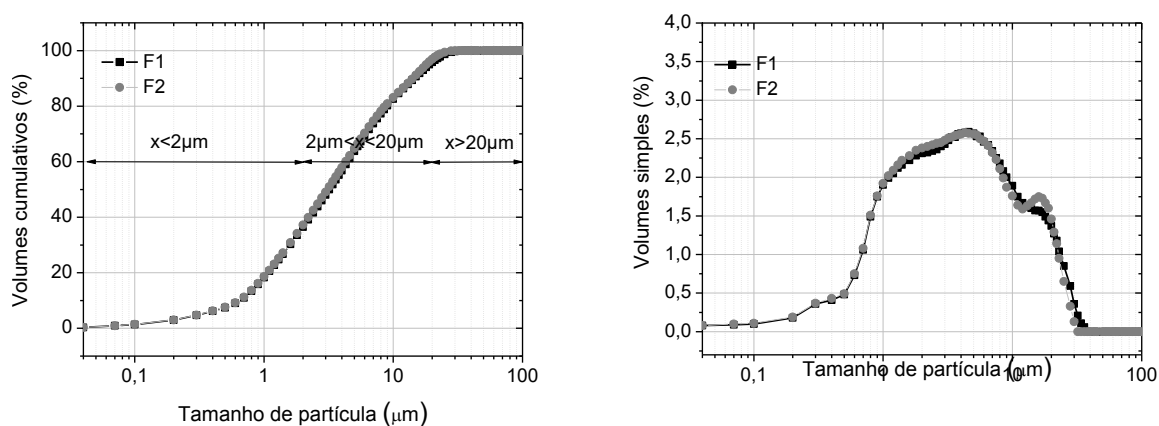 Volumes cumulativos (%)
100
80
60
40
20
0
F1
F2
x<2µm
2µm<x<20µm
x>20µm
0,1
1
10
100
Tamanho de partícula (µm)
Volumes simples (%)
4,0
3,5
3,0
2,5
2,0
1,5
1,0
0,5
0,0
F1
F2
0,1
1
10
100
Tamanho de partícula (µm)